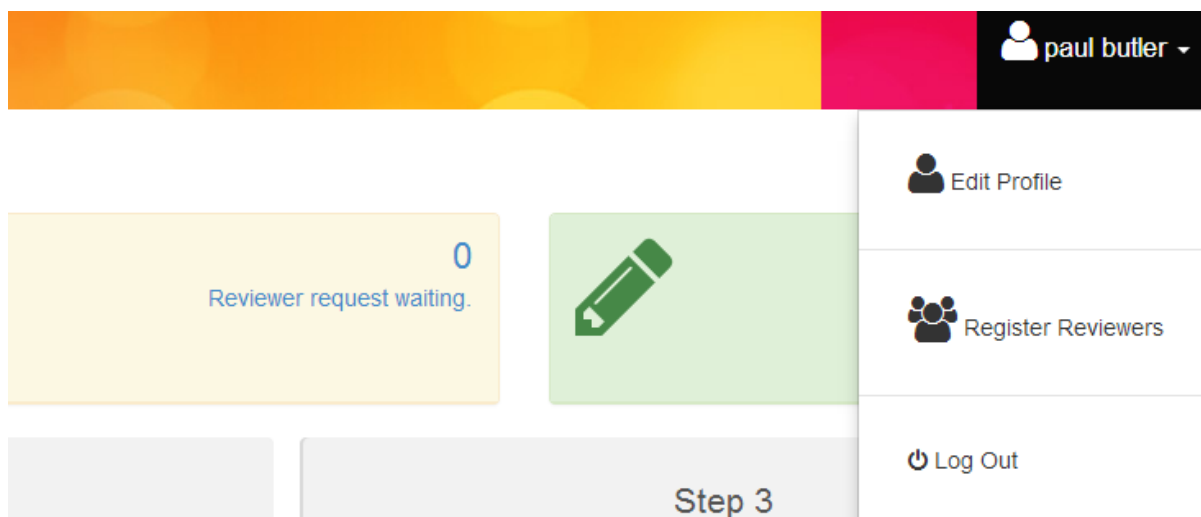 paul butler
Edit Profile
0
Reviewer request waiting.
Register Reviewers
Log Out
Step 3